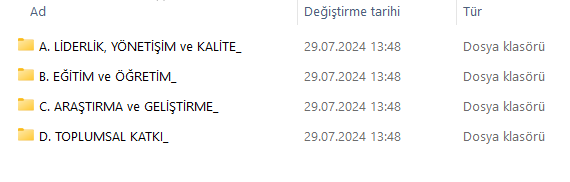 Ad Değiştirme tarihi Tür
A. LİDERLİK, YÖNETİŞİM ve KALİTE_ 29.07.2024 13:48 Dosya klasörü
B. EĞİTİM ve ÖĞRETİM_ 29.07.2024 13:48 Dosya klasörü
C. ARAŞTIRMA ve GELİŞTİRME_ 29.07.2024 13:48 Dosya klasörü
D. TOPLUMSAL KATKI_ 29.07.2024 13:48 Dosya klasörü